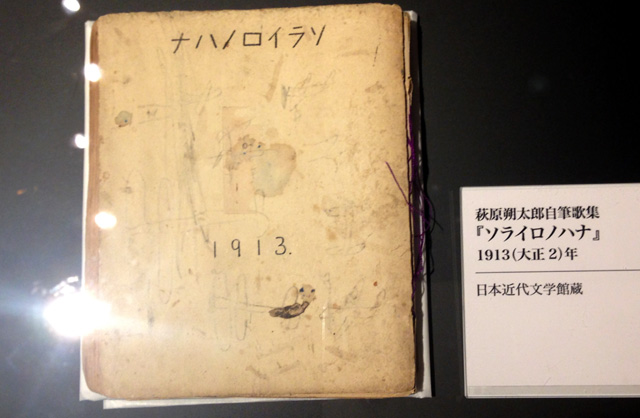 ソライロノハナ
1913.
萩原朔太郎自筆歌集
『ソライロノハナ』
1913(大正2)年
日本近代文学館蔵